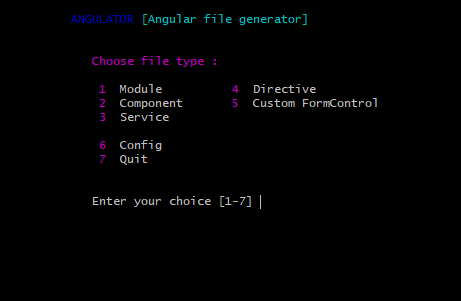 ANGULATOR [Angular file generator]
Choose file type :
1 Module 4 Directive
2 Component 5 Custom FormControl
3 Service
6 Config
7 Quit
Enter your choice [1-7]